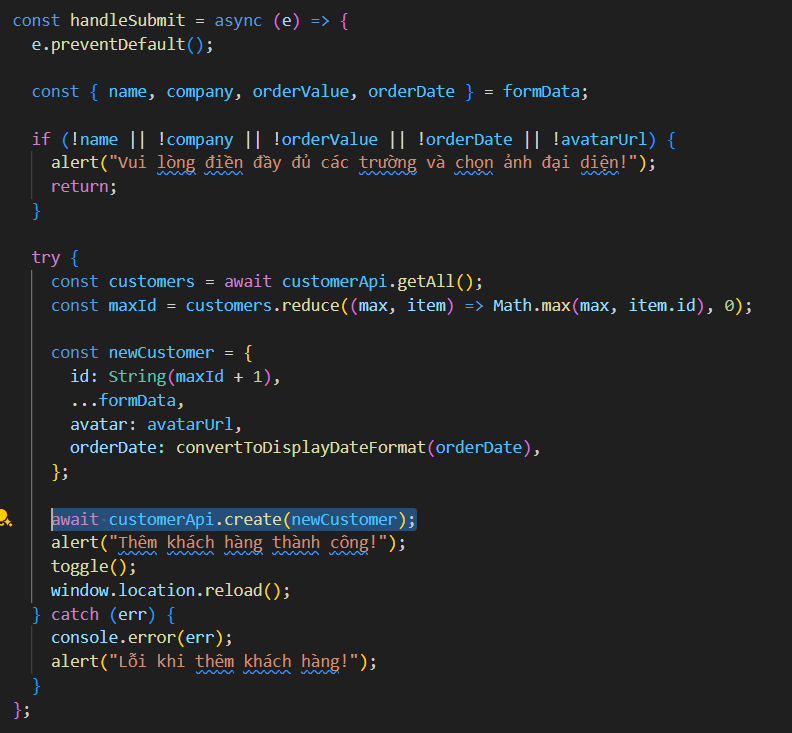 const handleSubmit = async (e) => {
e.preventDefault();
const { name, company, orderValue, orderDate } = formData;
if (!name || !company || !orderValue || !orderDate || !avatarUrl) {
alert("Vui lòng điền đầy đủ các trường và chọn ảnh đại diện!");
return;
}
try {
const customers = await customerApi.getAll();
const maxId = customers.reduce((max, item) => Math.max(max, item.id), 0);
const newCustomer = {
id: String(maxId + 1),
...formData,
avatar: avatarUrl,
orderDate: convertToDisplayDateFormat(orderDate),
};
await customerApi.create(newCustomer);
alert("Thêm khách hàng thành công!");
toggle();
window.location.reload();
} catch (err) {
console.error(err);
alert("Lỗi khi thêm khách hàng!");
}
};